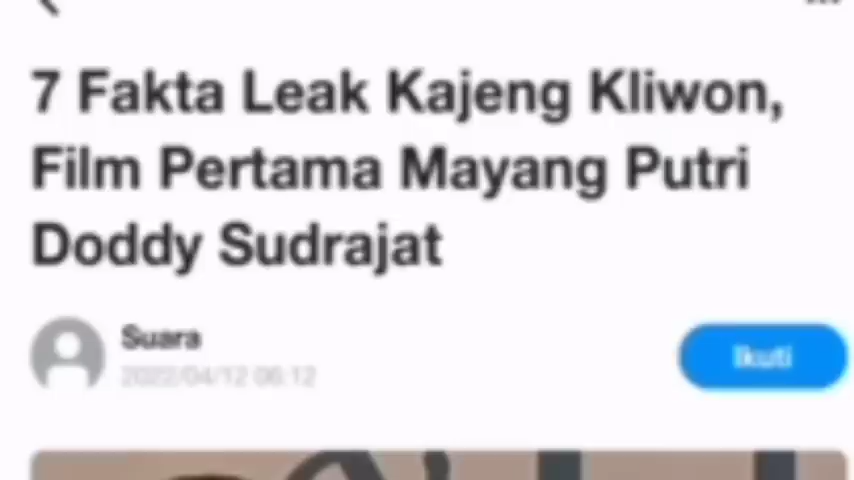 7 Fakta Leak Kajeng Kliwon,
Film Pertama Mayang Putri
Doddy Sudrajat
Suara
2022/04/12 06:12
Ikuti